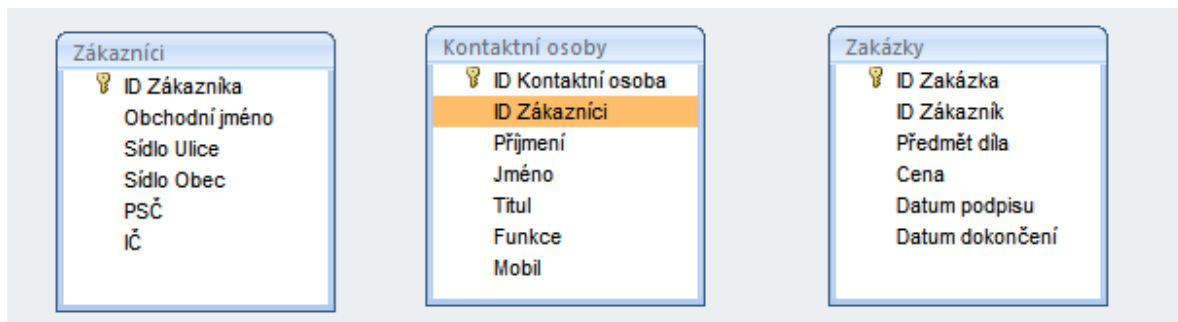 Zákazníci
ID Zákazníka
Obchodní jméno
Sídlo Ulice
Sídlo Obec
PSČ
IČ
Kontaktní osoby
ID Kontaktní osoba
ID Zákazníci
Příjmení
Jméno
Titul
Funkce
Mobil
Zakázky
ID Zakázka
ID Zákazník
Předmět díla
Cena
Datum podpisu
Datum dokončení